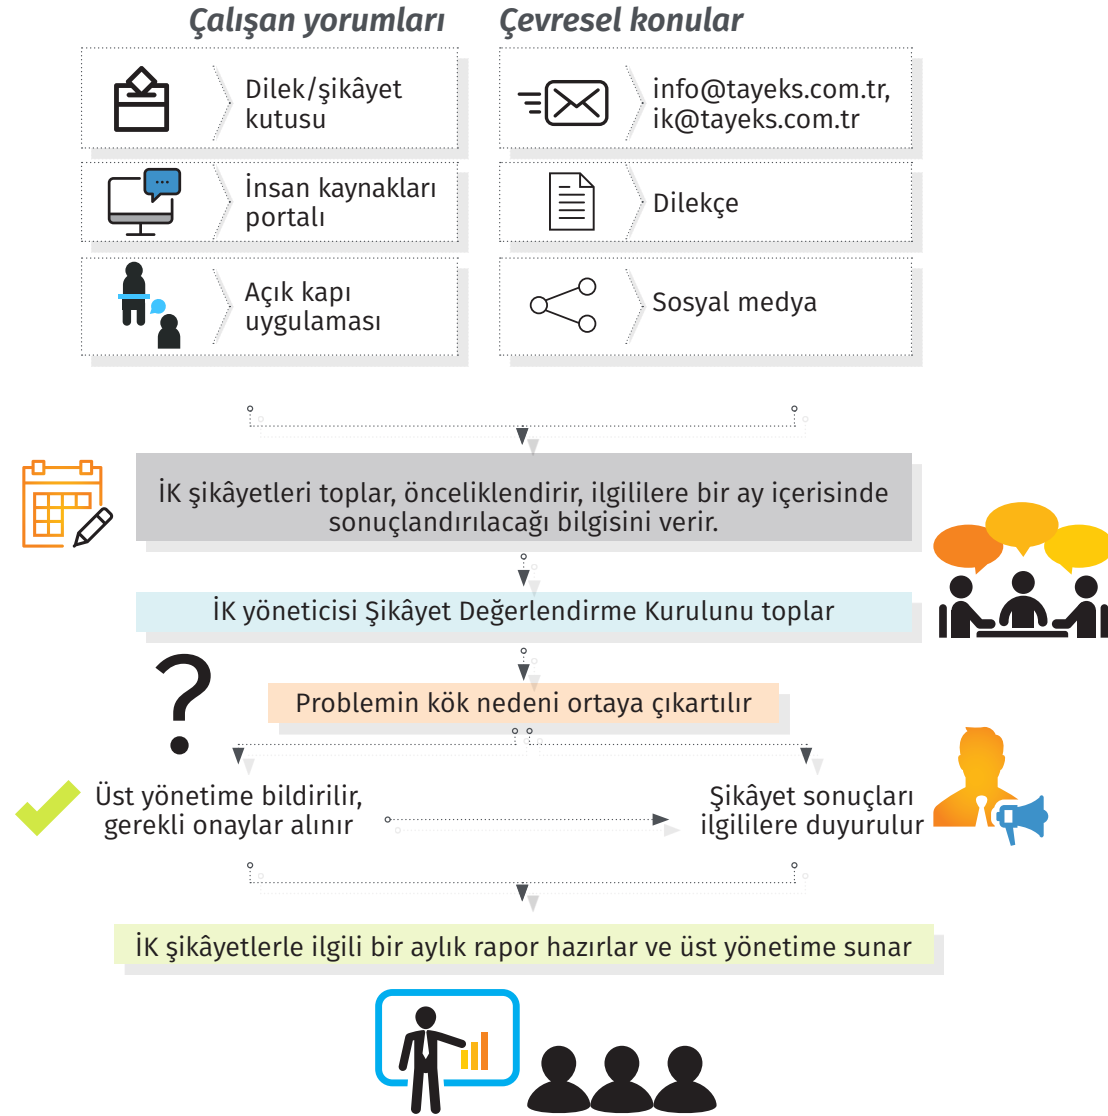 Çalışan yorumları
Dilek/şikâyet
kutusu
İnsan kaynakları
portalı
Açık kapı
uygulaması
Çevresel konular
info@tayeks.com.tr,
ik@tayeks.com.tr
Dilekçe
Sosyal medya
İK şikâyetleri toplar, önceliklendirir, ilgililere bir ay içerisinde
sonuçlandırılacağı bilgisini verir.
İK yöneticisi Şikâyet Değerlendirme Kurulunu toplar
Problemin kök nedeni ortaya çıkartılır
Üst yönetime bildirilir,
gerekli onaylar alınır
Şikâyet sonuçları
ilgililere duyurulur
İK şikâyetlerle ilgili bir aylık rapor hazırlar ve üst yönetime sunar